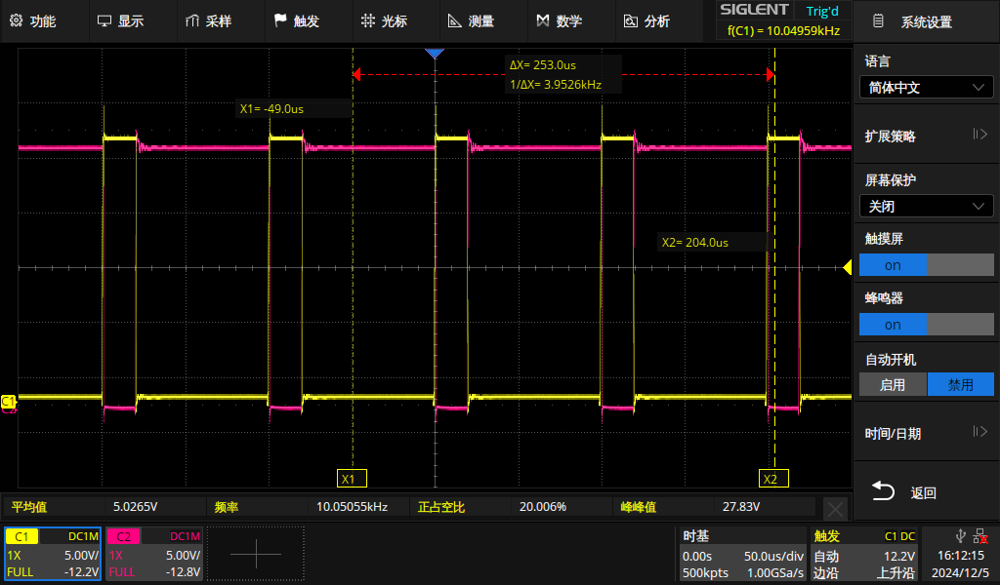 功能 显示 采样 触发 光标 测量 数学 分析
SIGLENT Trig'd
f(C1) = 10.04959kHz
系统设置
语言
简体中文
扩展策略
屏幕保护
关闭
触摸屏
on
蜂鸣器
on
自动开机
启用 禁用
时间/日期
返回
ΔX= 253.0us
1/ΔX= 3.9526kHz
X1= -49.0us
X2= 204.0us
C1
C2
X1 X2
平均值 5.0265V 频率 10.05055kHz 正占空比 20.006% 峰峰值 27.83V
C1 DC1M
1X 5.00V/
FULL -12.2V
C2 DC1M
1X 5.00V/
FULL -12.8V
时基
0.00s 50.0us/div
500kpts 1.00GSa/s
触发 C1 DC
自动 12.2V
边沿 上升沿
16:12:15
2024/12/5